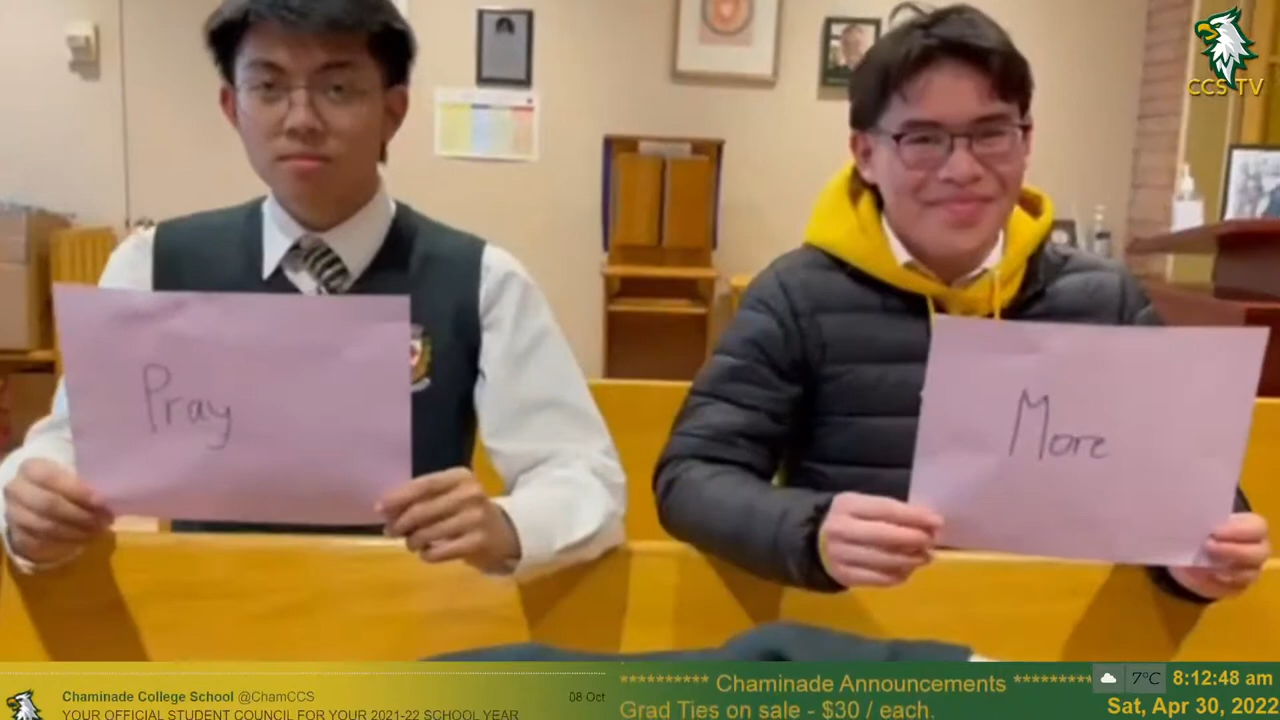 CCS TV
Pray
More
Chaminade College School @ChamCCS
08 Oct
YOUR OFFICIAL STUDENT COUNCIL FOR YOUR 2021-22 SCHOOL YEAR
********** Chaminade Announcements **********
Grad Ties on sale - $30 / each.
7°C
8:12:48 am
Sat, Apr 30, 2022